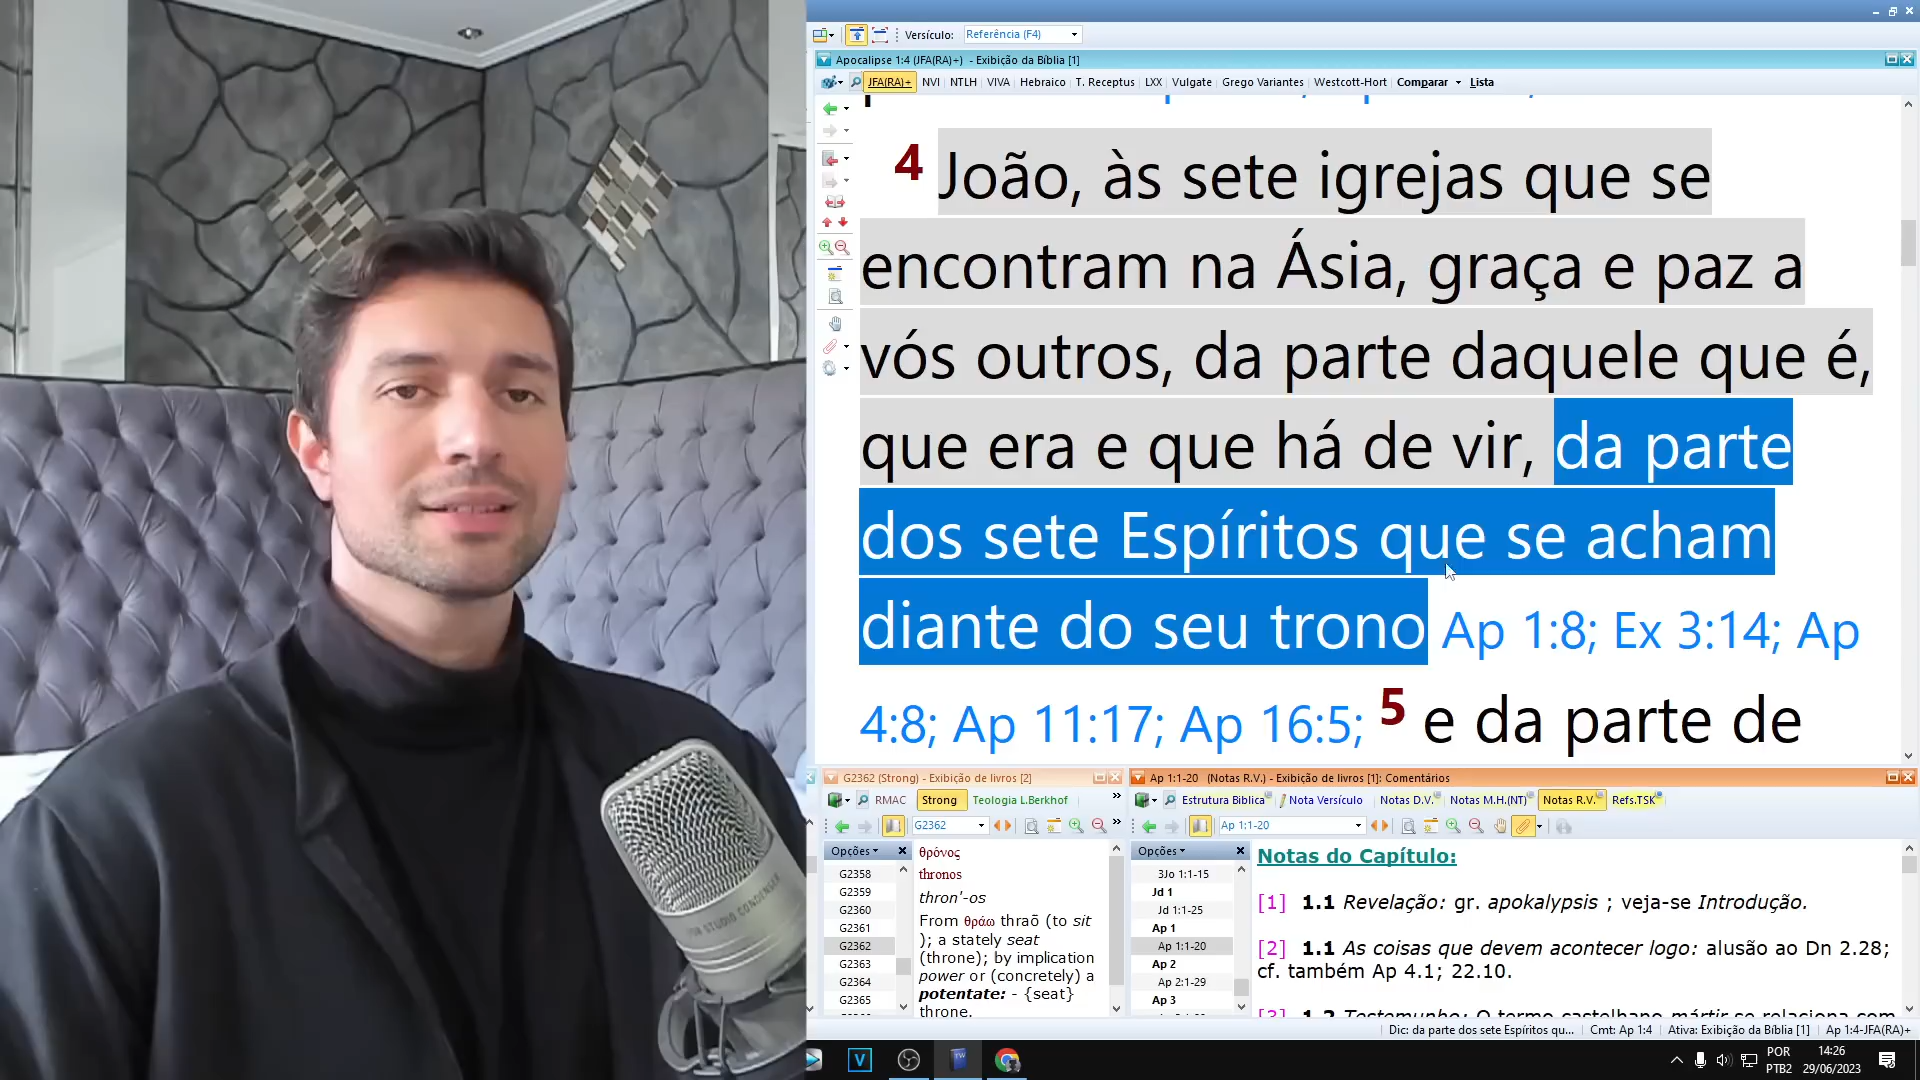 Versículo: Referência (F4)
Apocalipse 1:4 (JFA(RA)+) - Exibição da Bíblia [1]
JFA(RA)+ NVI NTLH VIVA Hebraico T. Receptus LXX Vulgate Grego Variantes Westcott-Hort Comparar Lista
4 João, às sete igrejas que se
encontram na Ásia, graça e paz a
vós outros, da parte daquele que é,
que era e que há de vir, da parte
dos sete Espíritos que se acham
diante do seu trono Ap 1:8; Ex 3:14; Ap
4:8; Ap 11:17; Ap 16:5; 5 e da parte de
G2362 (Strong) - Exibição de livros [2]
RMAC Strong Teologia L.Berkhof
G2362
Opções
G2358
G2359
G2360
G2361
G2362
G2363
G2364
G2365
θρόνος
thronos
thron'-os
From θράω thraō (to sit
); a stately seat
(throne); by implication
power or (concretely) a
potentate: - {seat}
throne.
Ap 1:1-20 (Notas R.V.) - Exibição de livros [1]: Comentários
Estrutura Biblica Nota Versículo Notas D.V. Notas M.H.(NT) Notas R.V. Refs.TSK
Ap 1:1-20
Opções
3Jo 1:1-15
Jd 1
Jd 1:1-25
Ap 1
Ap 1:1-20
Ap 2
Ap 2:1-29
Ap 3
Notas do Capítulo:
[1] 1.1 Revelação: gr. apokalypsis ; veja-se Introdução.
[2] 1.1 As coisas que devem acontecer logo: alusão ao Dn 2.28;
cf. também Ap 4.1; 22.10.
[3] 1.2 Testemunho: O termo castelhano mártir se relaciona com
Dic: da parte dos sete Espíritos qu... Cmt: Ap 1:4 Ativa: Exibição da Bíblia [1] Ap 1:4-JFA(RA)+
V
TW
POR
PTB2
14:26
29/06/2023